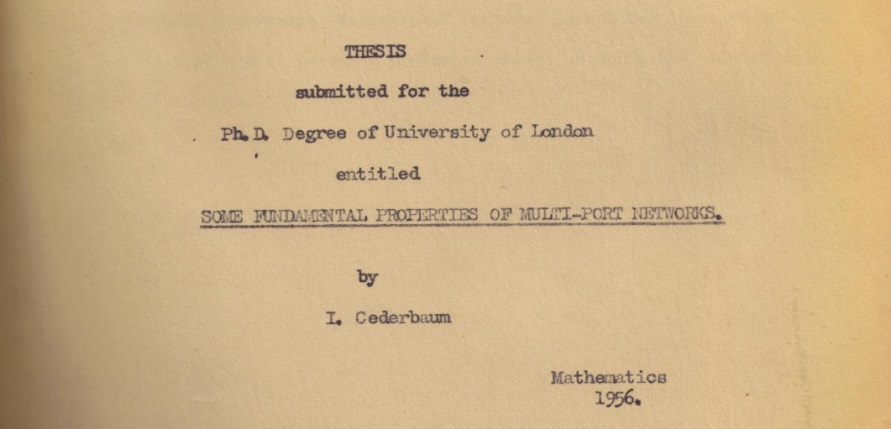 THESIS
submitted for the
Ph.D. Degree of University of London
entitled
SOME FUNDAMENTAL PROPERTIES OF MULTI-PORT NETWORKS.
by
I. Cederbaum
Mathematics
1956.